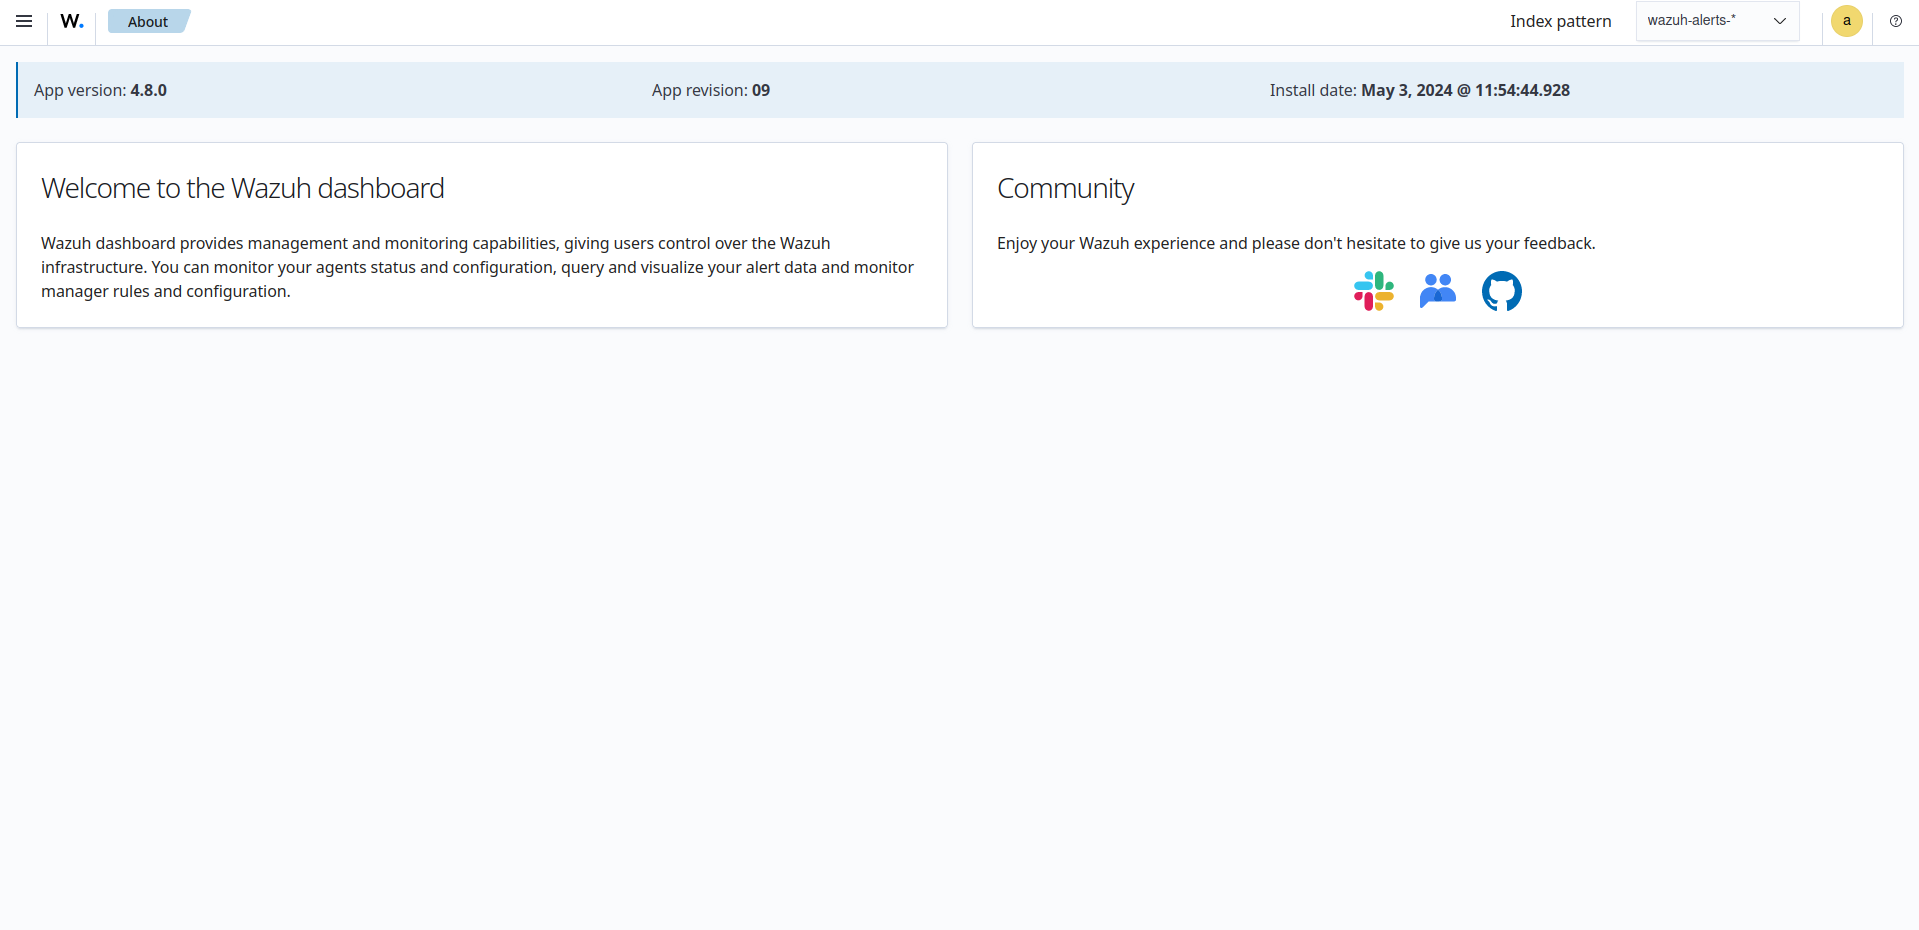 W. About Index pattern wazuh-alerts-* a
App version: 4.8.0 App revision: 09 Install date: May 3, 2024 @ 11:54:44.928
Welcome to the Wazuh dashboard
Wazuh dashboard provides management and monitoring capabilities, giving users control over the Wazuh
infrastructure. You can monitor your agents status and configuration, query and visualize your alert data and monitor
manager rules and configuration.
Community
Enjoy your Wazuh experience and please don't hesitate to give us your feedback.